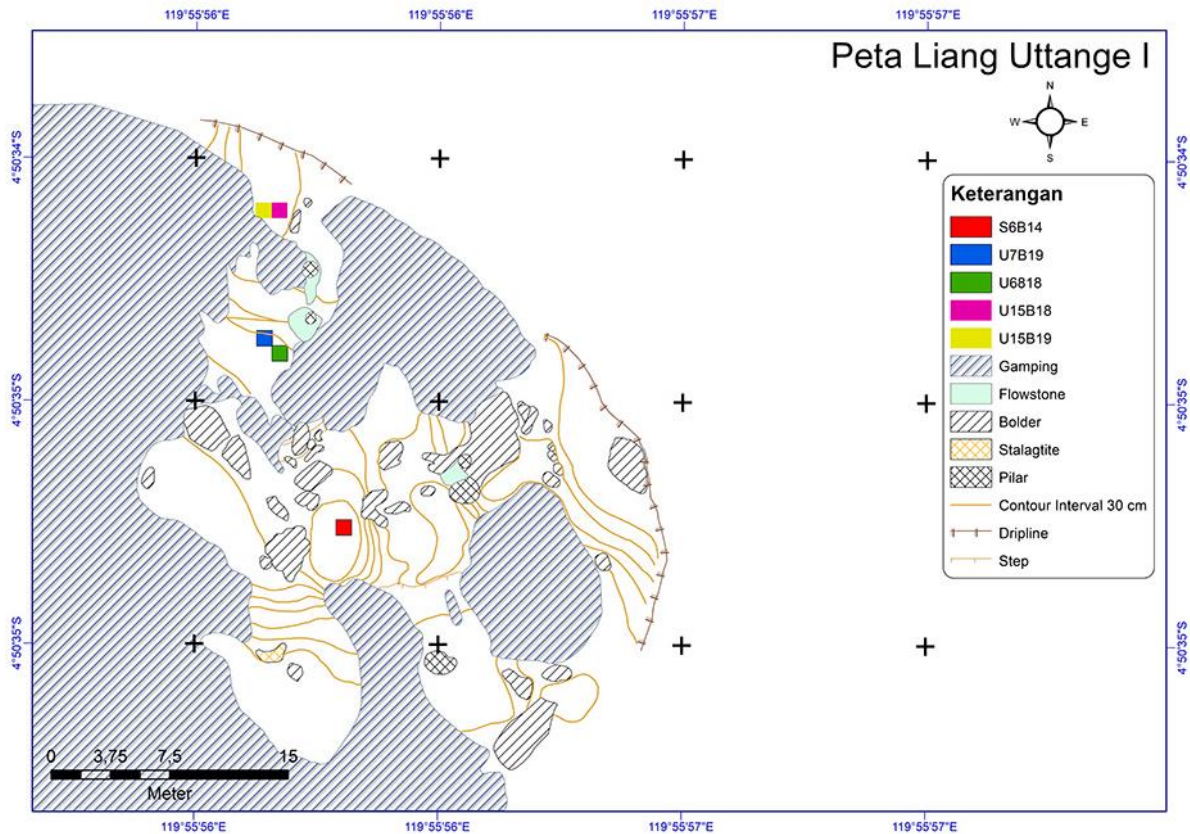 119°55'56"E 119°55'56"E 119°55'57"E 119°55'57"E
Peta Liang Uttange I
N
W E
S
4°50'34"S 4°50'34"S
Keterangan
S6B14
U7B19
U6818
U15B18
U15B19
Gamping
Flowstone
Bolder
Stalagtite
Pilar
Contour Interval 30 cm
Dripline
Step
4°50'35"S 4°50'35"S
4°50'35"S 4°50'35"S
0 3,75 7,5 15
Meter
119°55'56"E 119°55'56"E 119°55'57"E 119°55'57"E